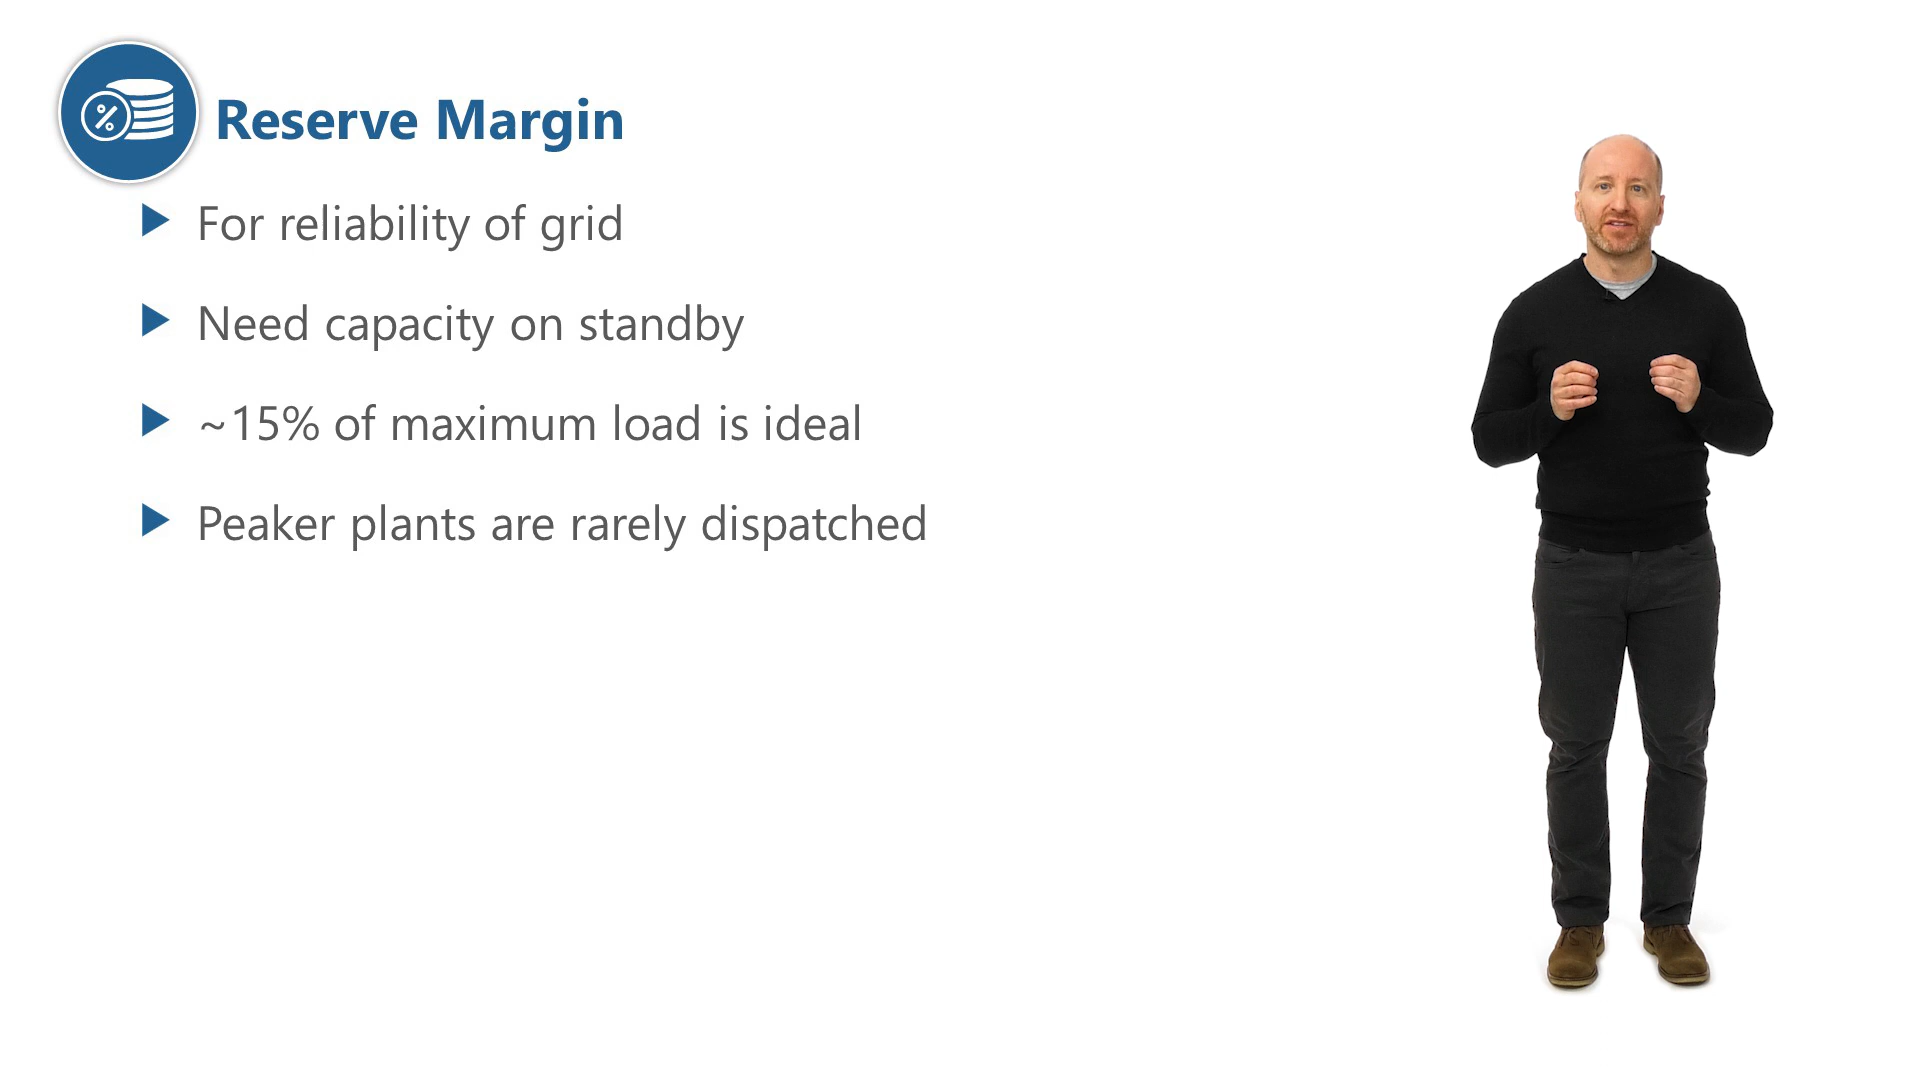 Reserve Margin
For reliability of grid
Need capacity on standby
~15% of maximum load is ideal
Peaker plants are rarely dispatched